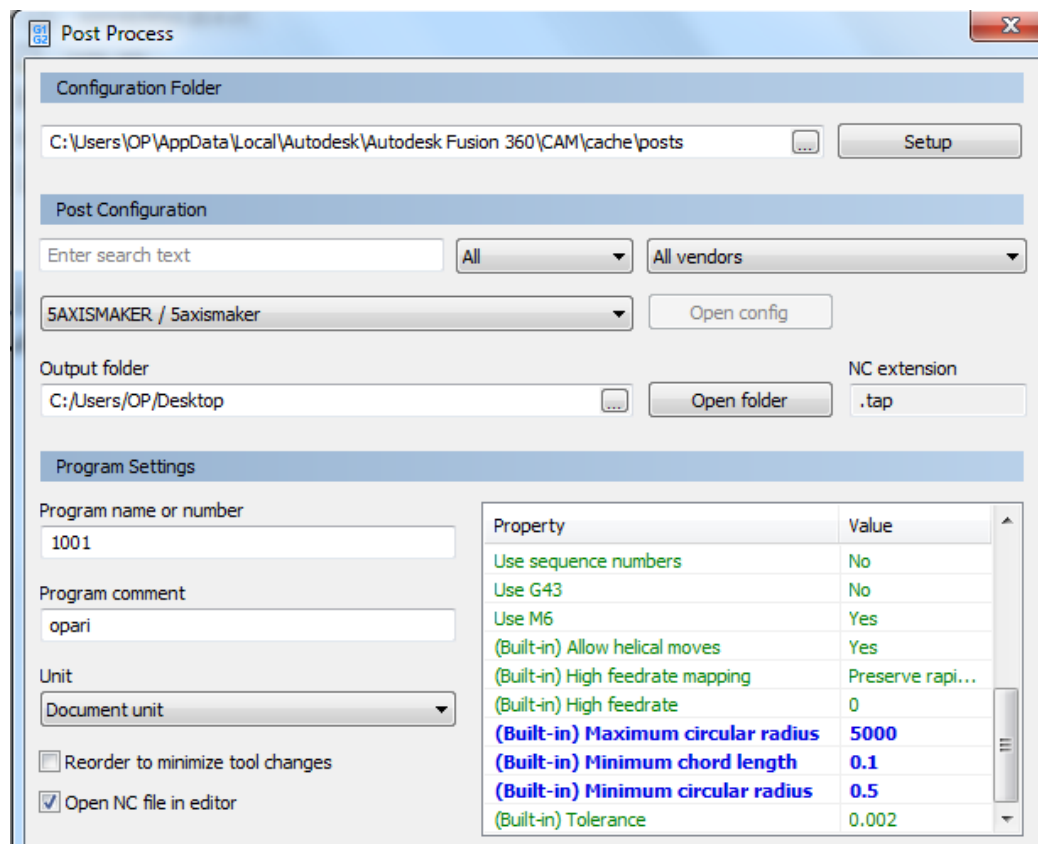 G1
G2
Post Process
Configuration Folder
C:\Users\OP\AppData\Local\Autodesk\Autodesk Fusion 360\CAM\cache\posts
...
Setup
Post Configuration
Enter search text
All
All vendors
5AXISMAKER / 5axismaker
Open config
Output folder
NC extension
C:/Users/OP/Desktop
...
Open folder
.tap
Program Settings
Program name or number
1001
Program comment
opari
Unit
Document unit
Reorder to minimize tool changes
Open NC file in editor
Property Value
Use sequence numbers No
Use G43 No
Use M6 Yes
(Built-in) Allow helical moves Yes
(Built-in) High feedrate mapping Preserve rapi...
(Built-in) High feedrate 0
(Built-in) Maximum circular radius 5000
(Built-in) Minimum chord length 0.1
(Built-in) Minimum circular radius 0.5
(Built-in) Tolerance 0.002